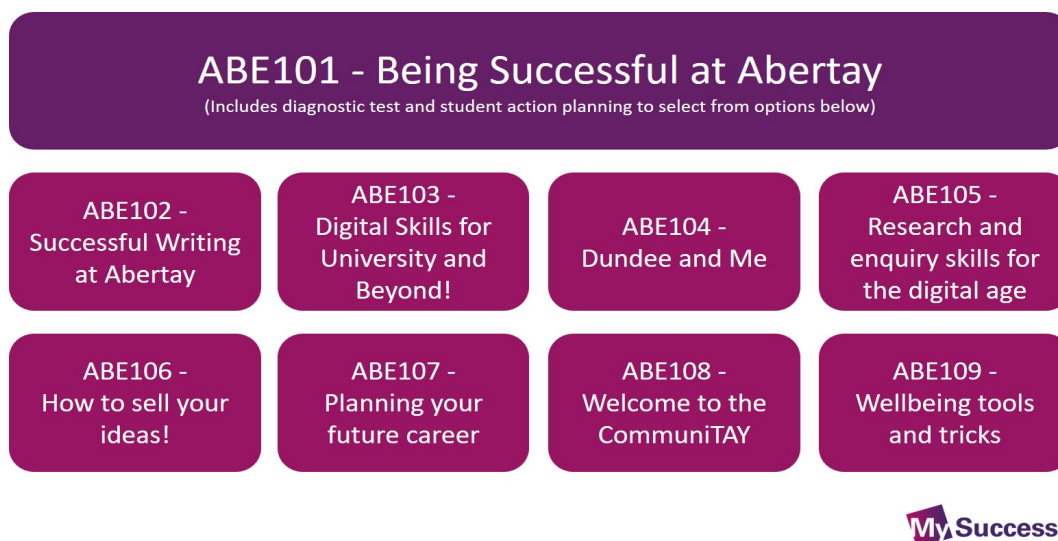 ABE101 - Being Successful at Abertay
(Includes diagnostic test and student action planning to select from options below)
ABE102 -
Successful Writing
at Abertay
ABE103 -
Digital Skills for
University and
Beyond!
ABE104 -
Dundee and Me
ABE105 -
Research and
enquiry skills for
the digital age
ABE106 -
How to sell your
ideas!
ABE107 -
Planning your
future career
ABE108 -
Welcome to the
CommuniTAY
ABE109 -
Wellbeing tools
and tricks
My Success